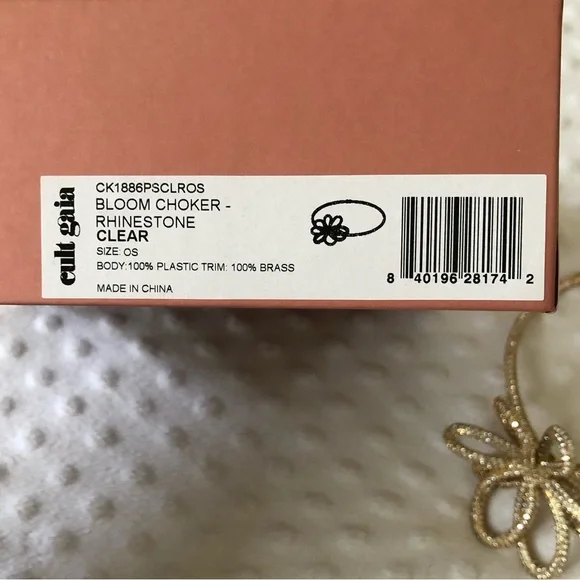 cult gaia
CK1886PSCLROS
BLOOM CHOKER -
RHINESTONE
CLEAR
SIZE: OS
BODY:100% PLASTIC TRIM: 100% BRASS
MADE IN CHINA
8 40196 28174 2